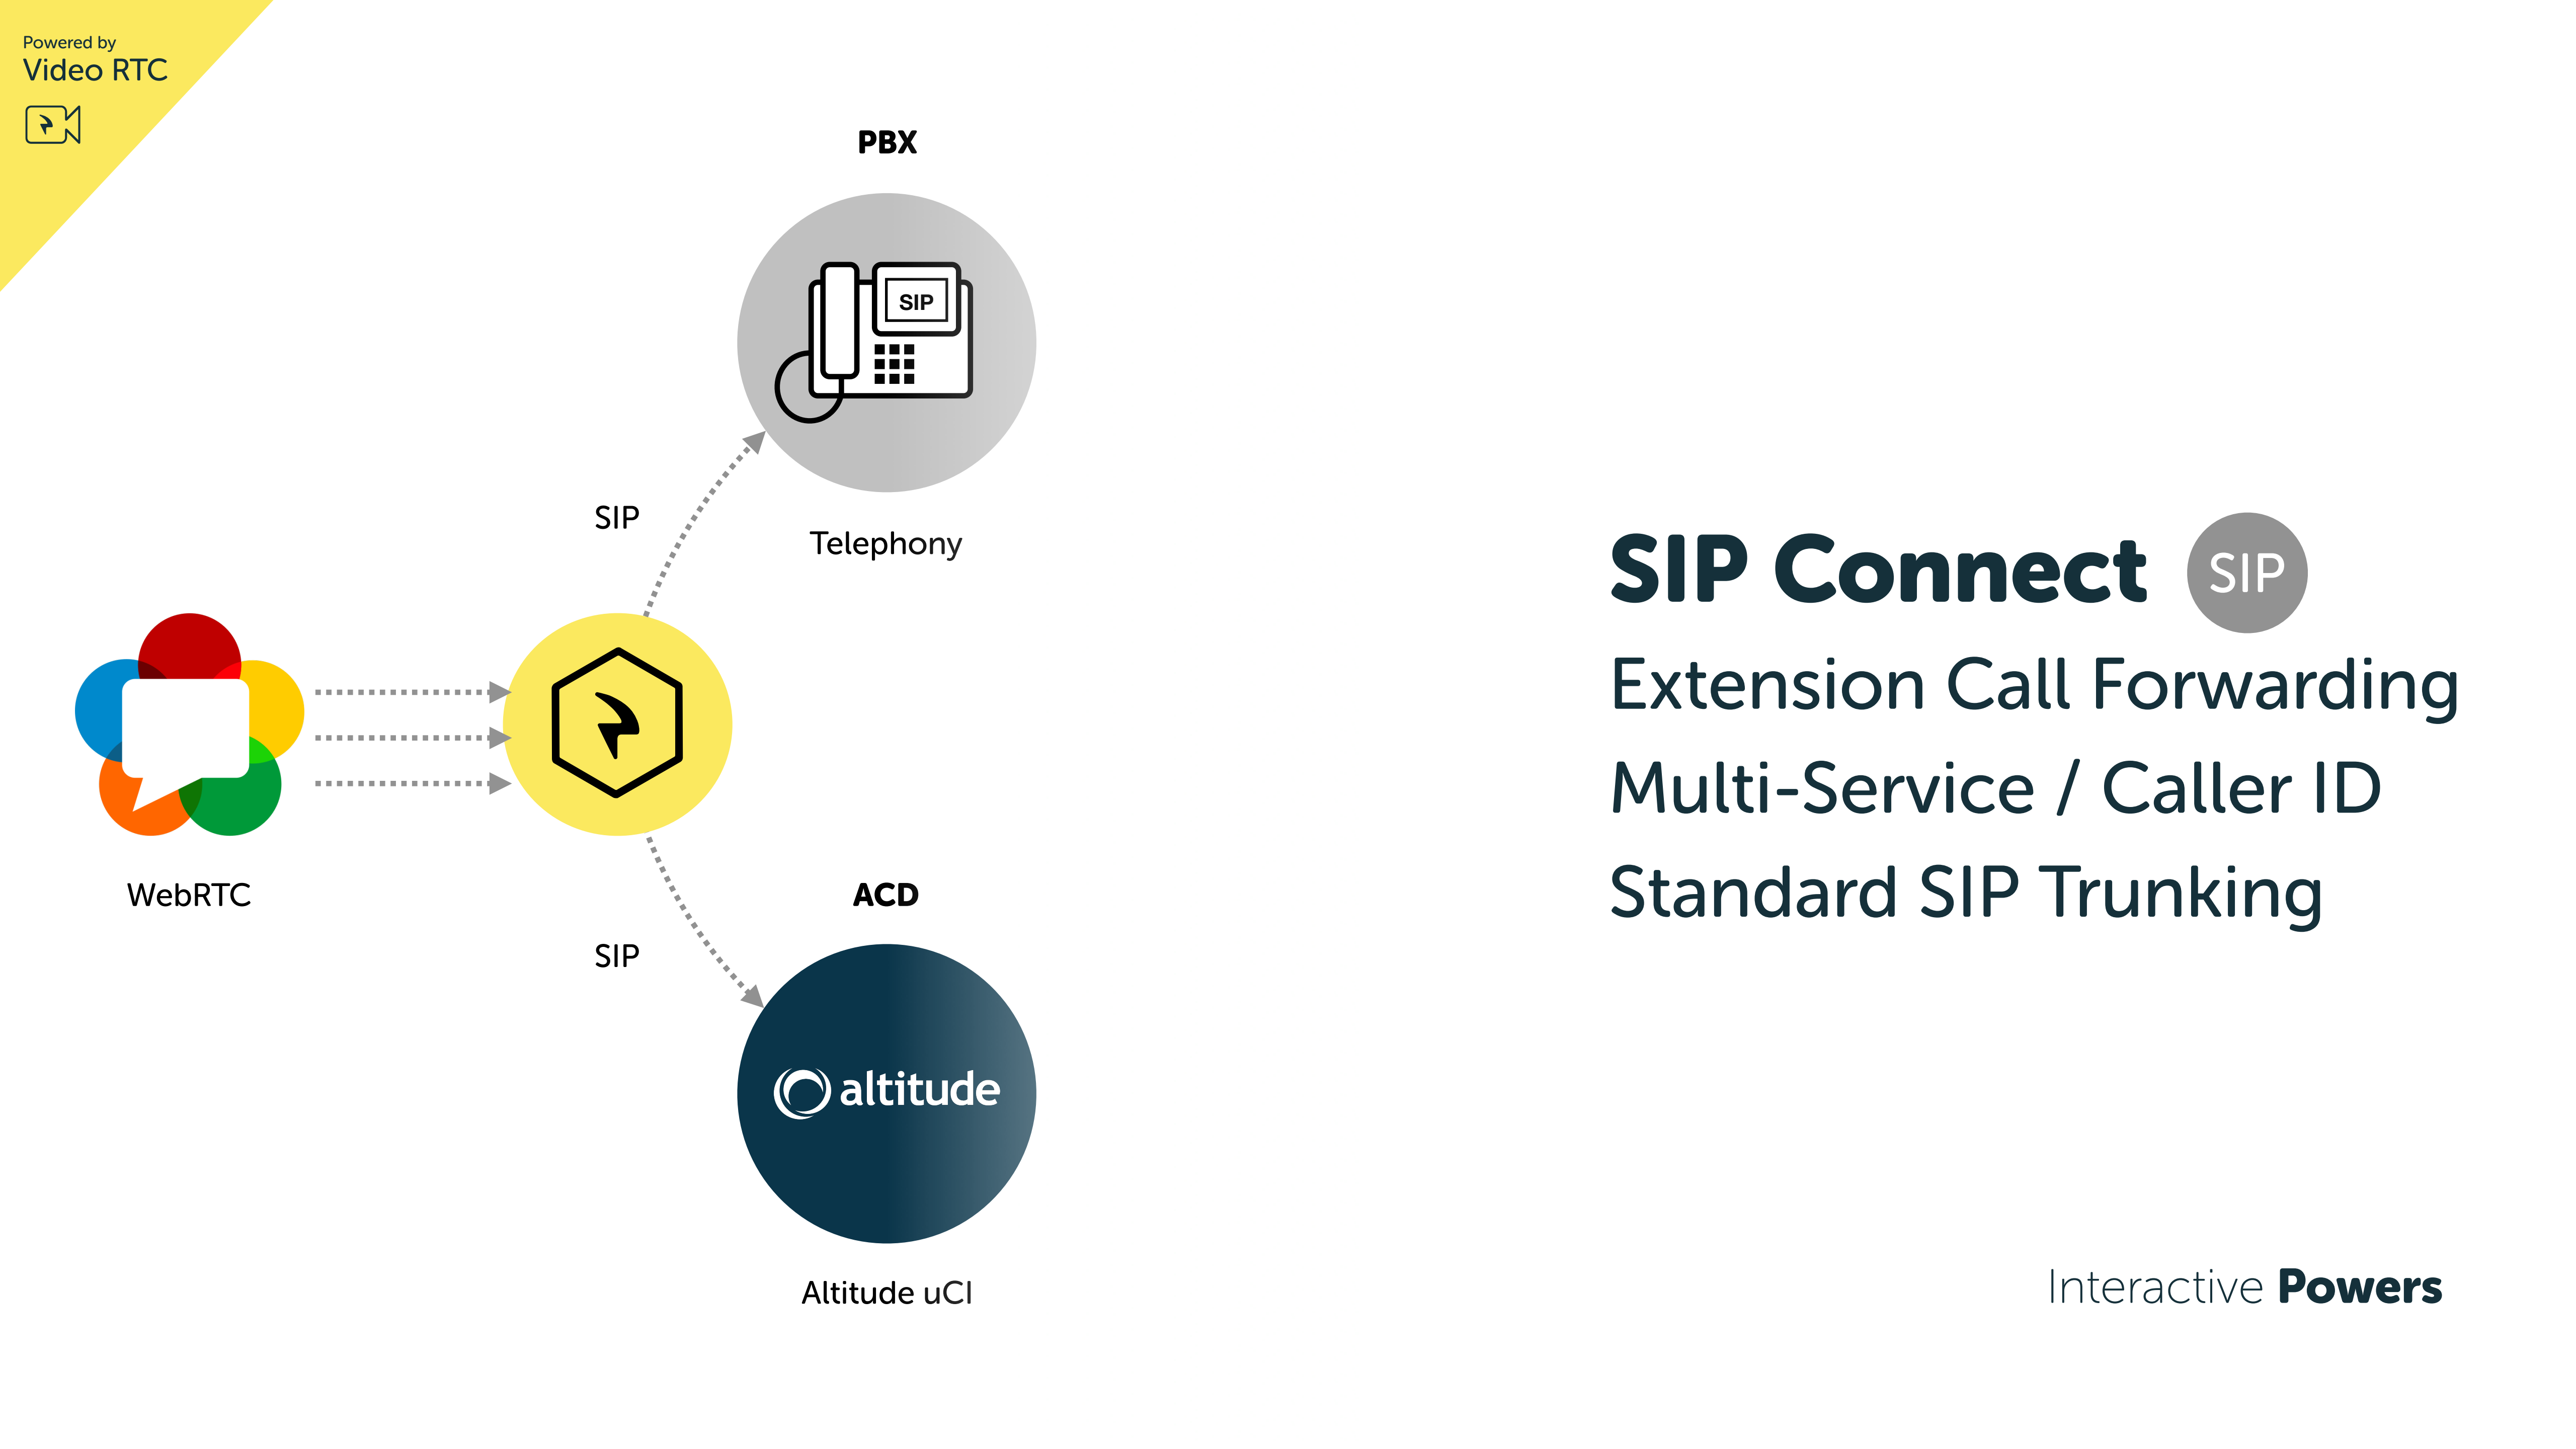 Powered by
Video RTC
PBX
SIP
Telephony
SIP
WebRTC
ACD
SIP
altitude
Altitude uCI
SIP Connect
SIP
Extension Call Forwarding
Multi-Service / Caller ID
Standard SIP Trunking
Interactive Powers